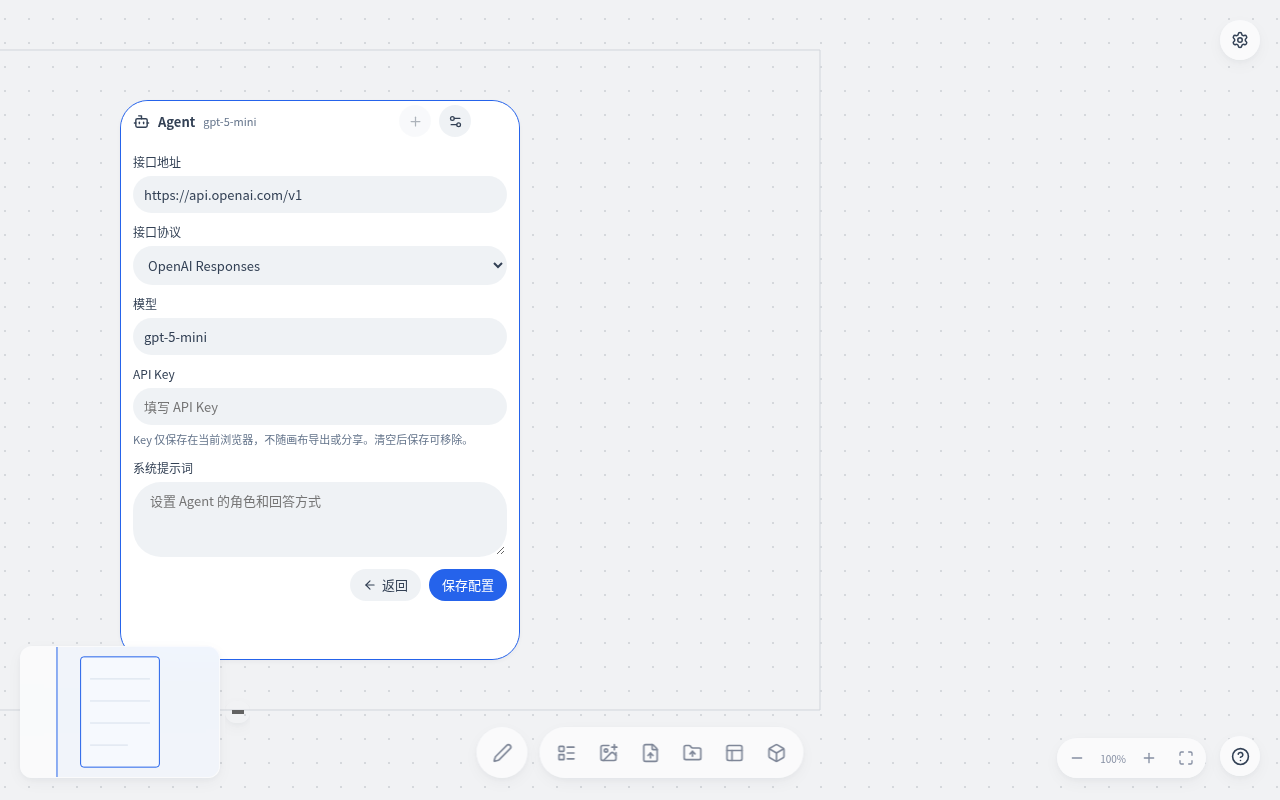 Agent gpt-5-mini
接口地址
https://api.openai.com/v1
接口协议
OpenAI Responses
模型
gpt-5-mini
API Key
填写 API Key
Key 仅保存在当前浏览器，不随画布导出或分享。清空后保存可移除。
系统提示词
设置 Agent 的角色和回答方式
返回 保存配置
100%